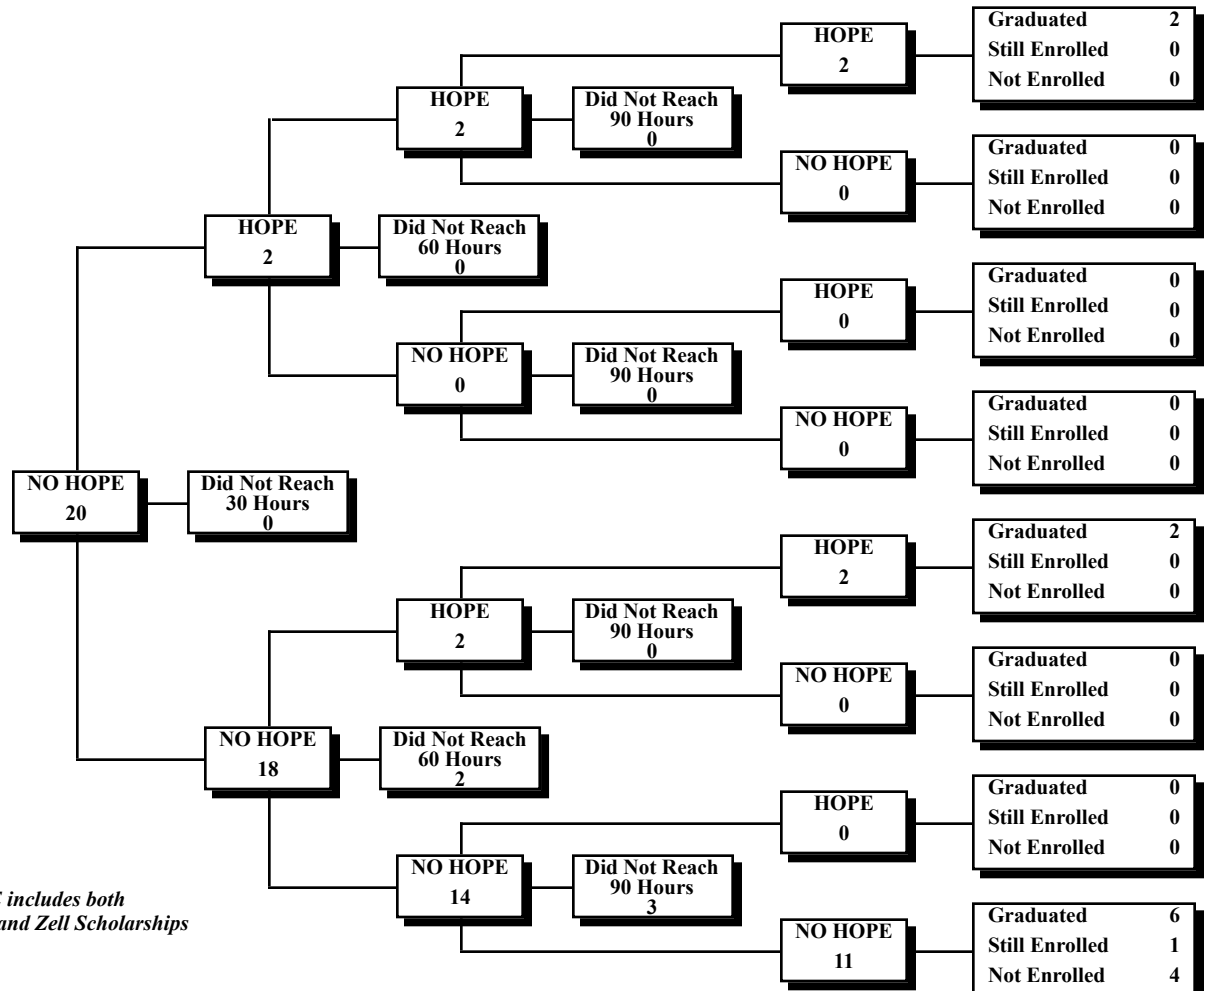 HOPE
2
Graduated 2
Still Enrolled 0
Not Enrolled 0
HOPE
2
Did Not Reach
90 Hours
0
NO HOPE
0
Graduated 0
Still Enrolled 0
Not Enrolled 0
HOPE
2
Did Not Reach
60 Hours
0
HOPE
0
Graduated 0
Still Enrolled 0
Not Enrolled 0
NO HOPE
0
Did Not Reach
90 Hours
0
NO HOPE
0
Graduated 0
Still Enrolled 0
Not Enrolled 0
NO HOPE
20
Did Not Reach
30 Hours
0
HOPE
2
Graduated 2
Still Enrolled 0
Not Enrolled 0
HOPE
2
Did Not Reach
90 Hours
0
NO HOPE
0
Graduated 0
Still Enrolled 0
Not Enrolled 0
NO HOPE
18
Did Not Reach
60 Hours
2
HOPE
0
Graduated 0
Still Enrolled 0
Not Enrolled 0
NO HOPE
14
Did Not Reach
90 Hours
3
NO HOPE
11
Graduated 6
Still Enrolled 1
Not Enrolled 4
includes both
and Zell Scholarships